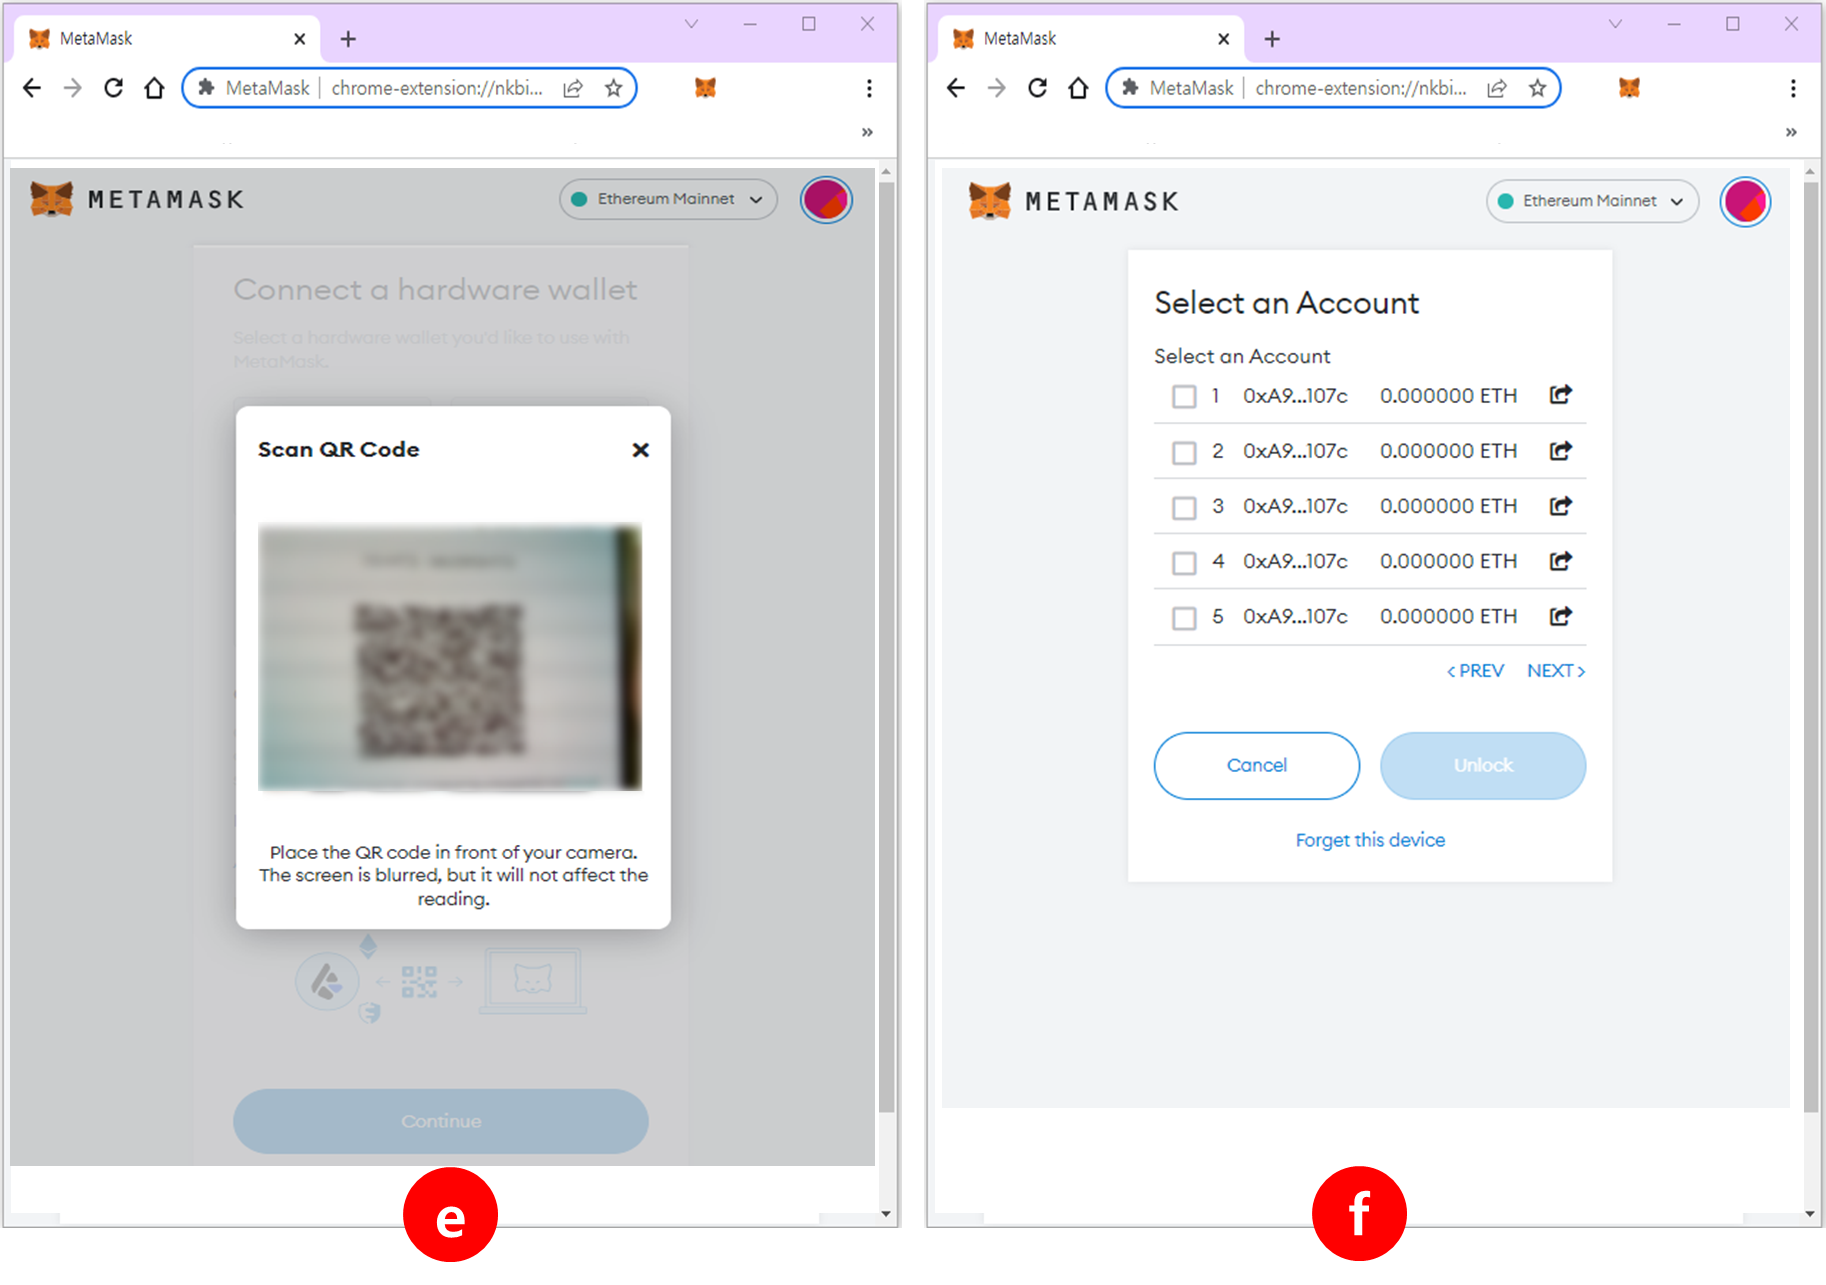 MetaMask
MetaMask | chrome-extension://nkbi...
»
METAMASK
Ethereum Mainnet
Connect a hardware wallet
Select a hardware wallet you'd like to use with
MetaMask.
Scan QR Code
Place the QR code in front of your camera.
The screen is blurred, but it will not affect the
reading.
Continue
e
MetaMask
MetaMask | chrome-extension://nkbi...
»
METAMASK
Ethereum Mainnet
Select an Account
Select an Account
1 0xA9...107c 0.000000 ETH
2 0xA9...107c 0.000000 ETH
3 0xA9...107c 0.000000 ETH
4 0xA9...107c 0.000000 ETH
5 0xA9...107c 0.000000 ETH
< PREV NEXT >
Cancel Unlock
Forget this device
f